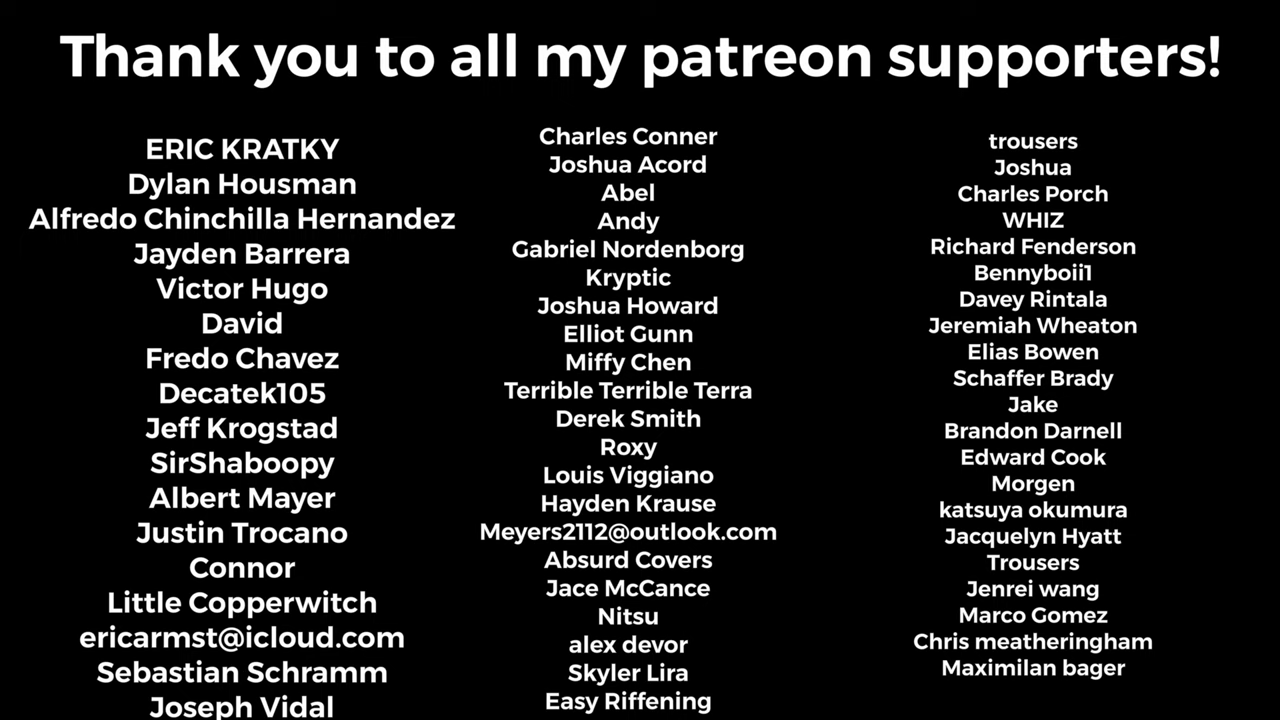 Thank you to all my patreon supporters!
ERIC KRATKY
Dylan Housman
Alfredo Chinchilla Hernandez
Jayden Barrera
Victor Hugo
David
Fredo Chavez
Decatek105
Jeff Krogstad
SirShaboopy
Albert Mayer
Justin Trocano
Connor
Little Copperwitch
ericarmst@icloud.com
Sebastian Schramm
Joseph Vidal
Charles Conner
Joshua Acord
Abel
Andy
Gabriel Nordenborg
Kryptic
Joshua Howard
Elliot Gunn
Miffy Chen
Terrible Terrible Terra
Derek Smith
Roxy
Louis Viggiano
Hayden Krause
Meyers2112@outlook.com
Absurd Covers
Jace McCance
Nitsu
alex devor
Skyler Lira
Easy Riffening
trousers
Joshua
Charles Porch
WHIZ
Richard Fenderson
Bennyboii1
Davey Rintala
Jeremiah Wheaton
Elias Bowen
Schaffer Brady
Jake
Brandon Darnell
Edward Cook
Morgen
katsuya okumura
Jacquelyn Hyatt
Trousers
Jenrei wang
Marco Gomez
Chris meatheringham
Maximilan bager